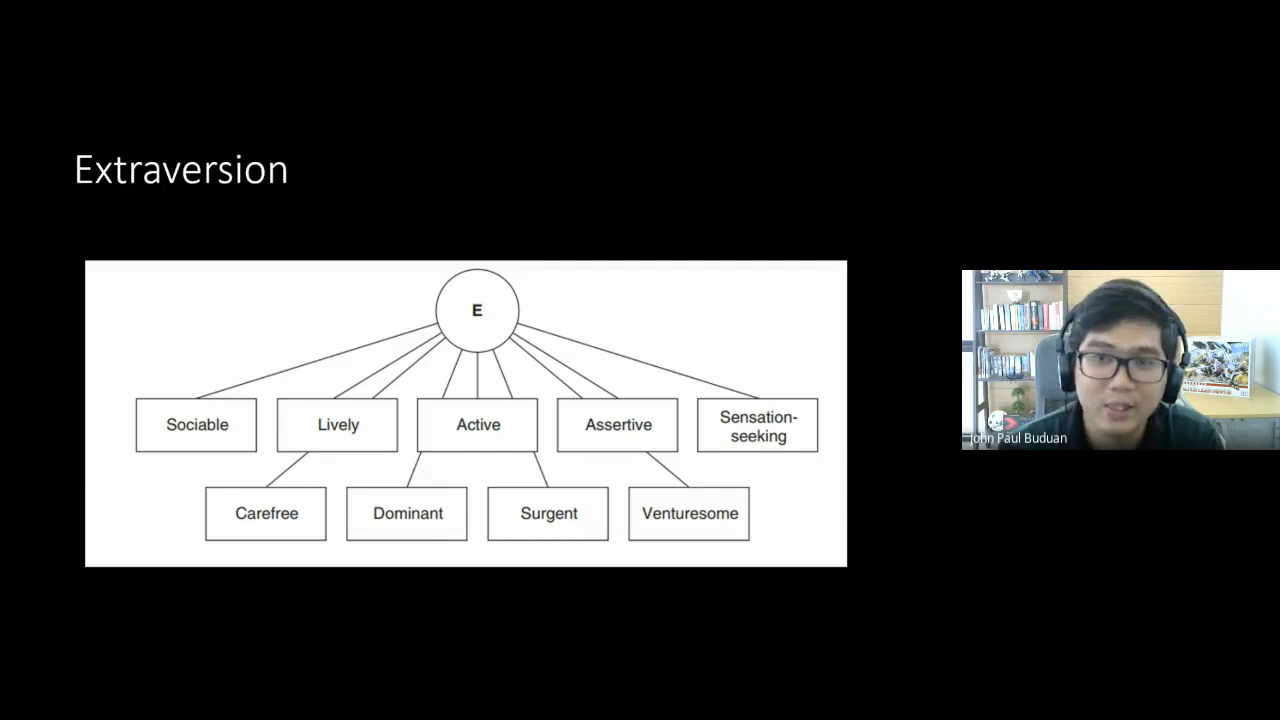 Extraversion
E
Sociable
Lively
Active
Assertive
Sensation-
seeking
Carefree
Dominant
Surgent
Venturesome
John Paul Buduan